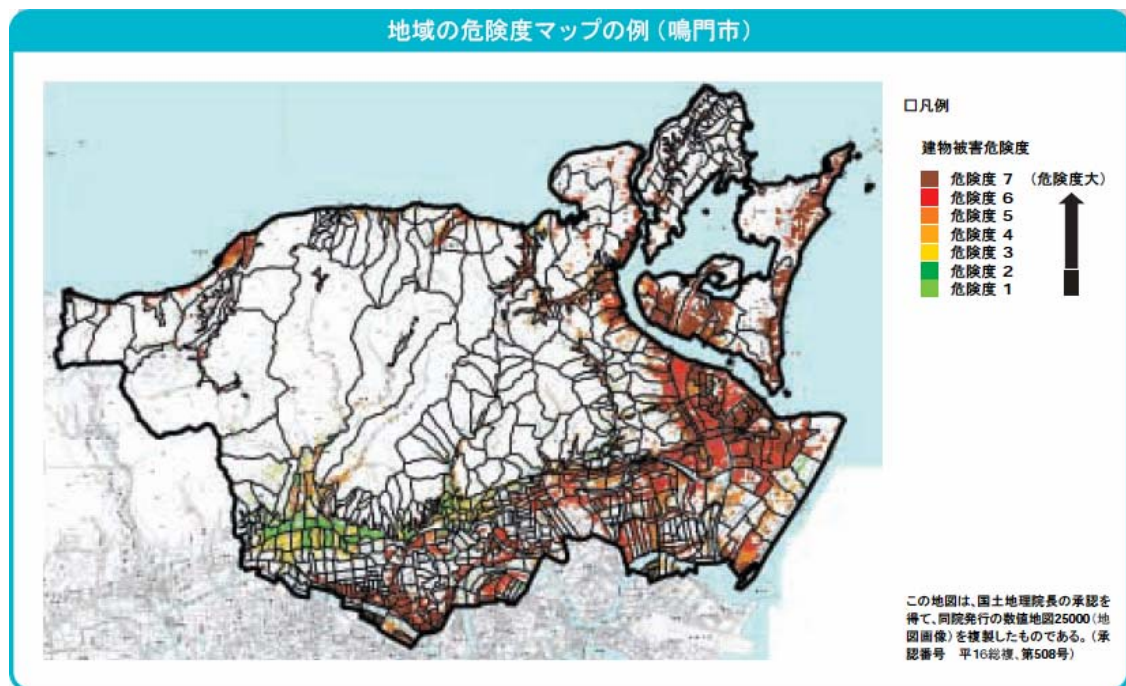 地域の危険度マップの例（鳴門市）
□凡例
建物被害危険度
危険度 7 （危険度大）
危険度 6
危険度 5
危険度 4
危険度 3
危険度 2
危険度 1
この地図は、国土地理院長の承認を
得て、同院発行の数値地図25000（地
図画像）を複製したものである。（承
認番号　平16総複、第508号）